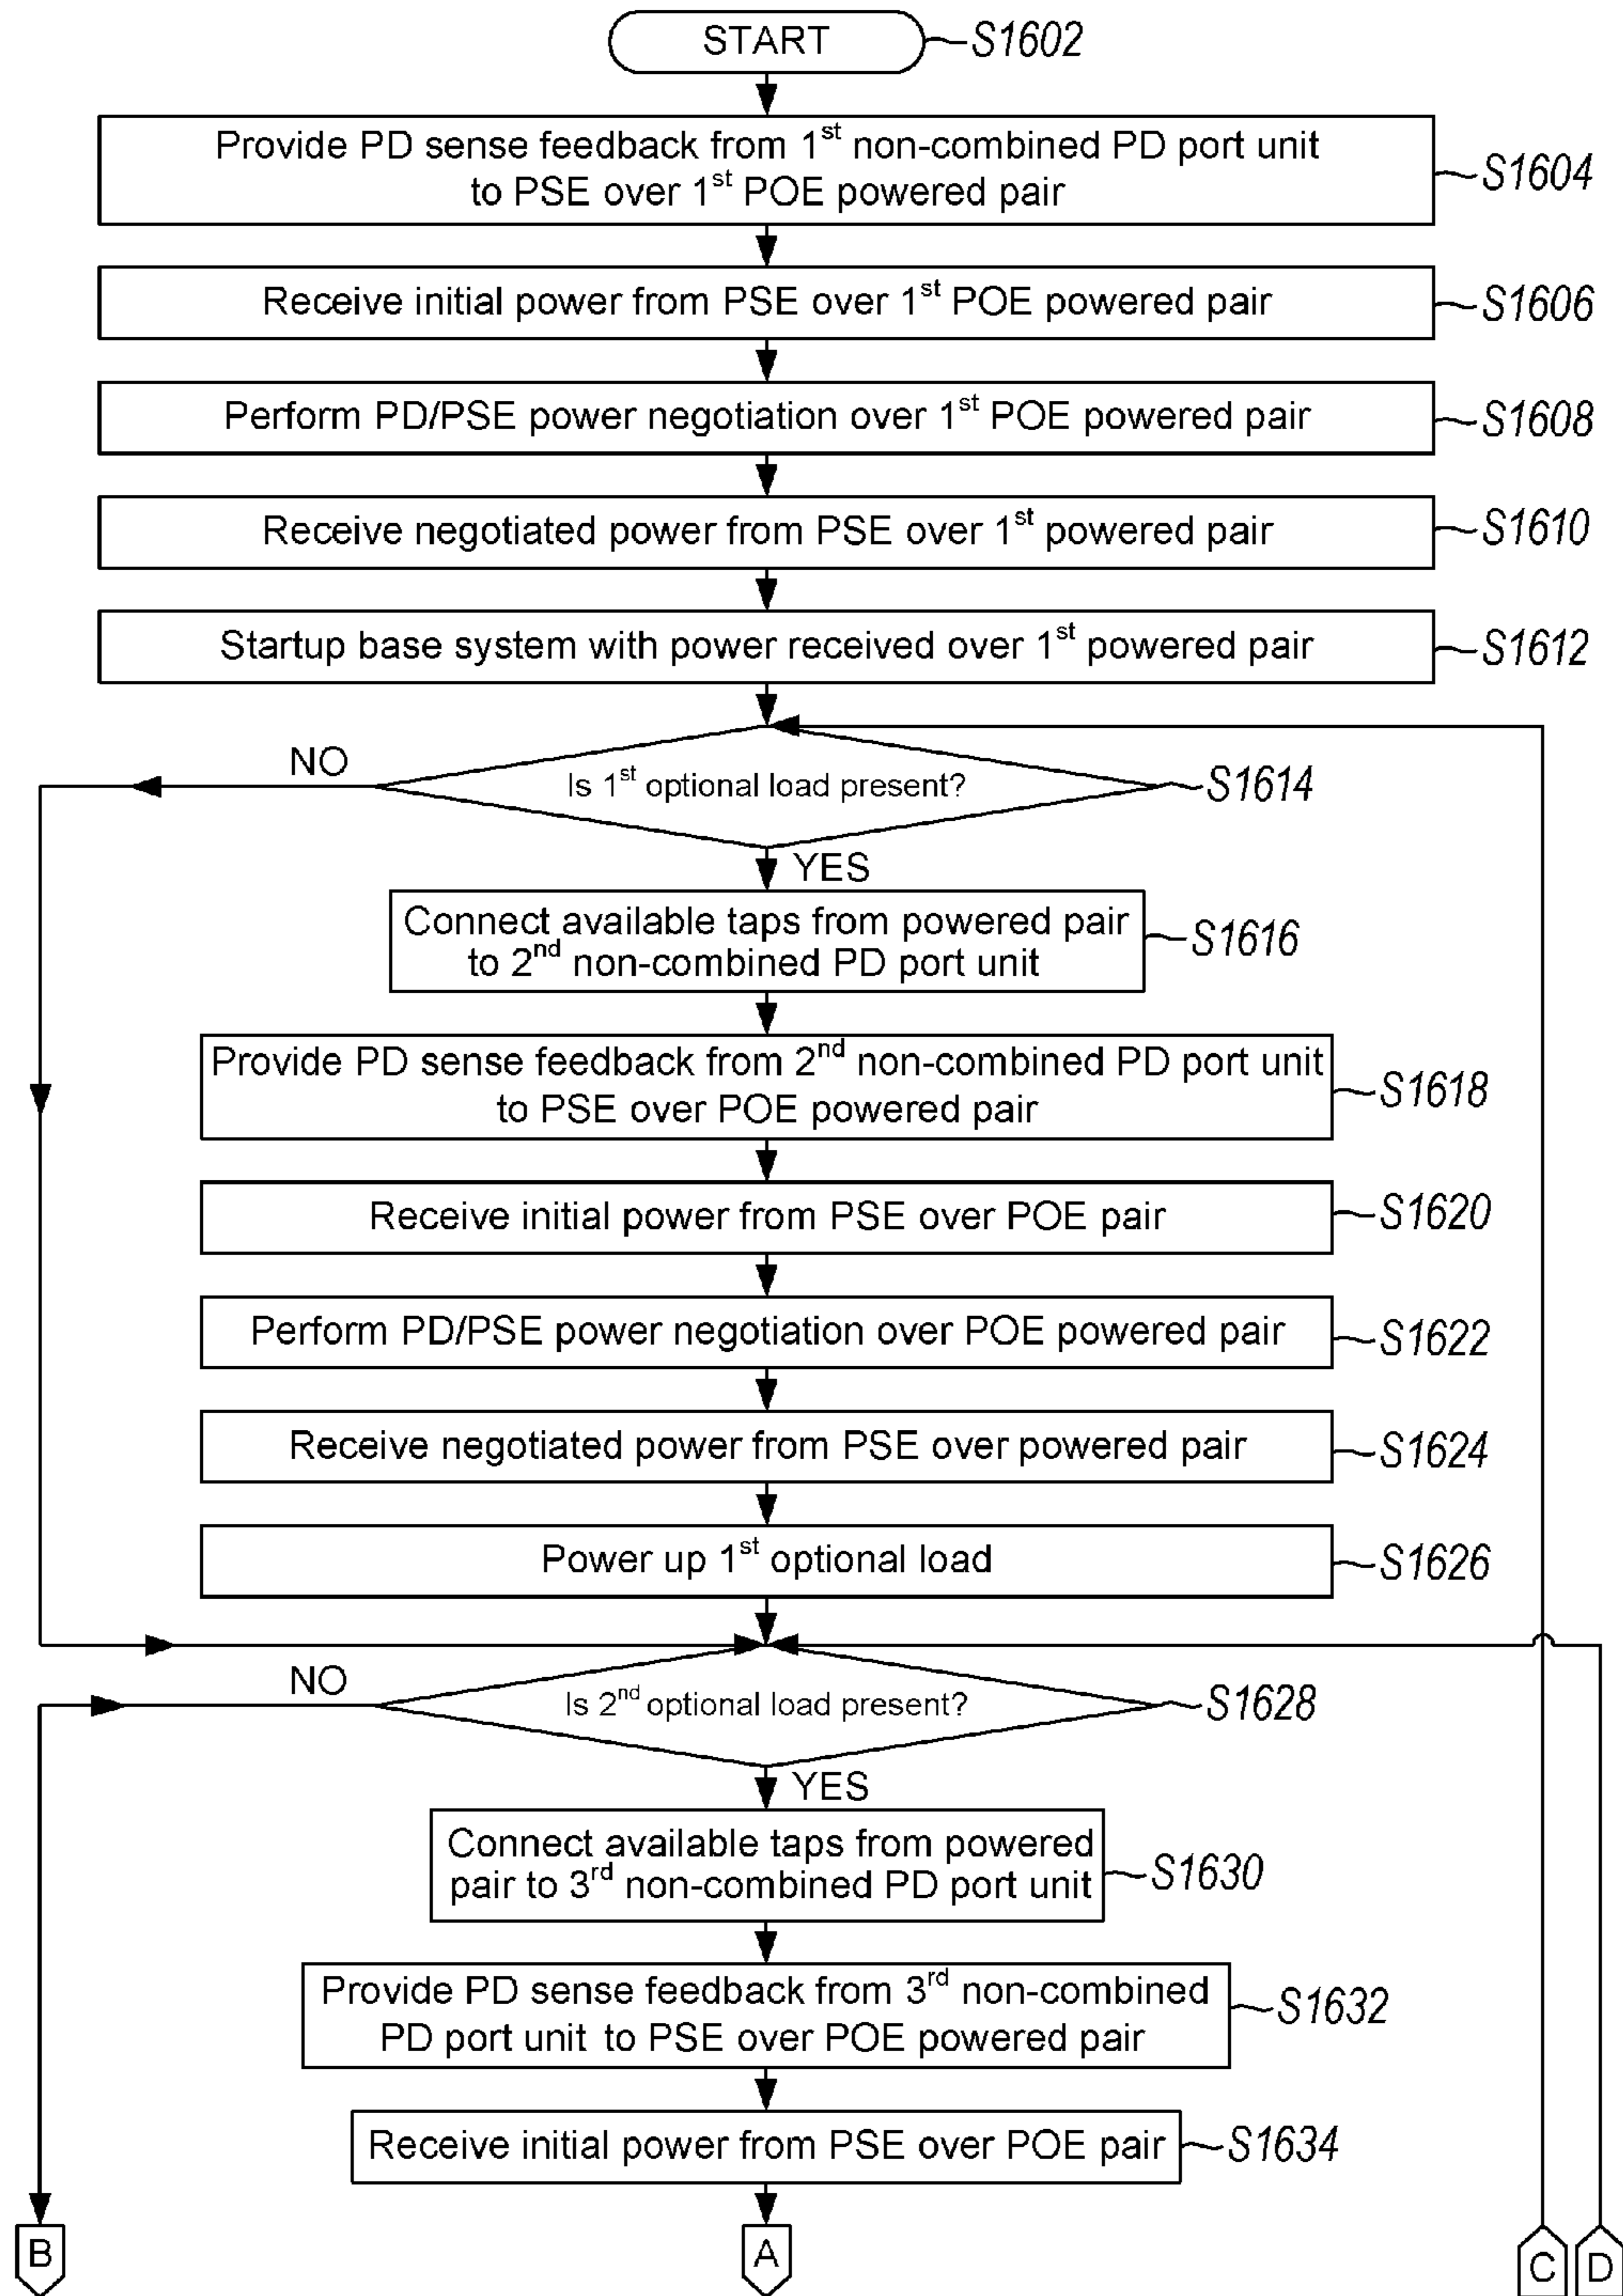 START
S1602
Provide PD sense feedback from 1st non-combined PD port unit
to PSE over 1st POE powered pair
S1604
Receive initial power from PSE over 1st POE powered pair
S1606
Perform PD/PSE power negotiation over 1st POE powered pair
S1608
Receive negotiated power from PSE over 1st powered pair
S1610
Startup base system with power received over 1st powered pair
S1612
NO
Is 1st optional load present?
S1614
YES
Connect available taps from powered pair
to 2nd non-combined PD port unit
S1616
Provide PD sense feedback from 2nd non-combined PD port unit
to PSE over POE powered pair
S1618
Receive initial power from PSE over POE pair
S1620
Perform PD/PSE power negotiation over POE powered pair
S1622
Receive negotiated power from PSE over powered pair
S1624
Power up 1st optional load
S1626
NO
Is 2nd optional load present?
S1628
YES
Connect available taps from powered
pair to 3rd non-combined PD port unit
S1630
Provide PD sense feedback from 3rd non-combined
PD port unit to PSE over POE powered pair
S1632
Receive initial power from PSE over POE pair
S1634
B
A
C
D